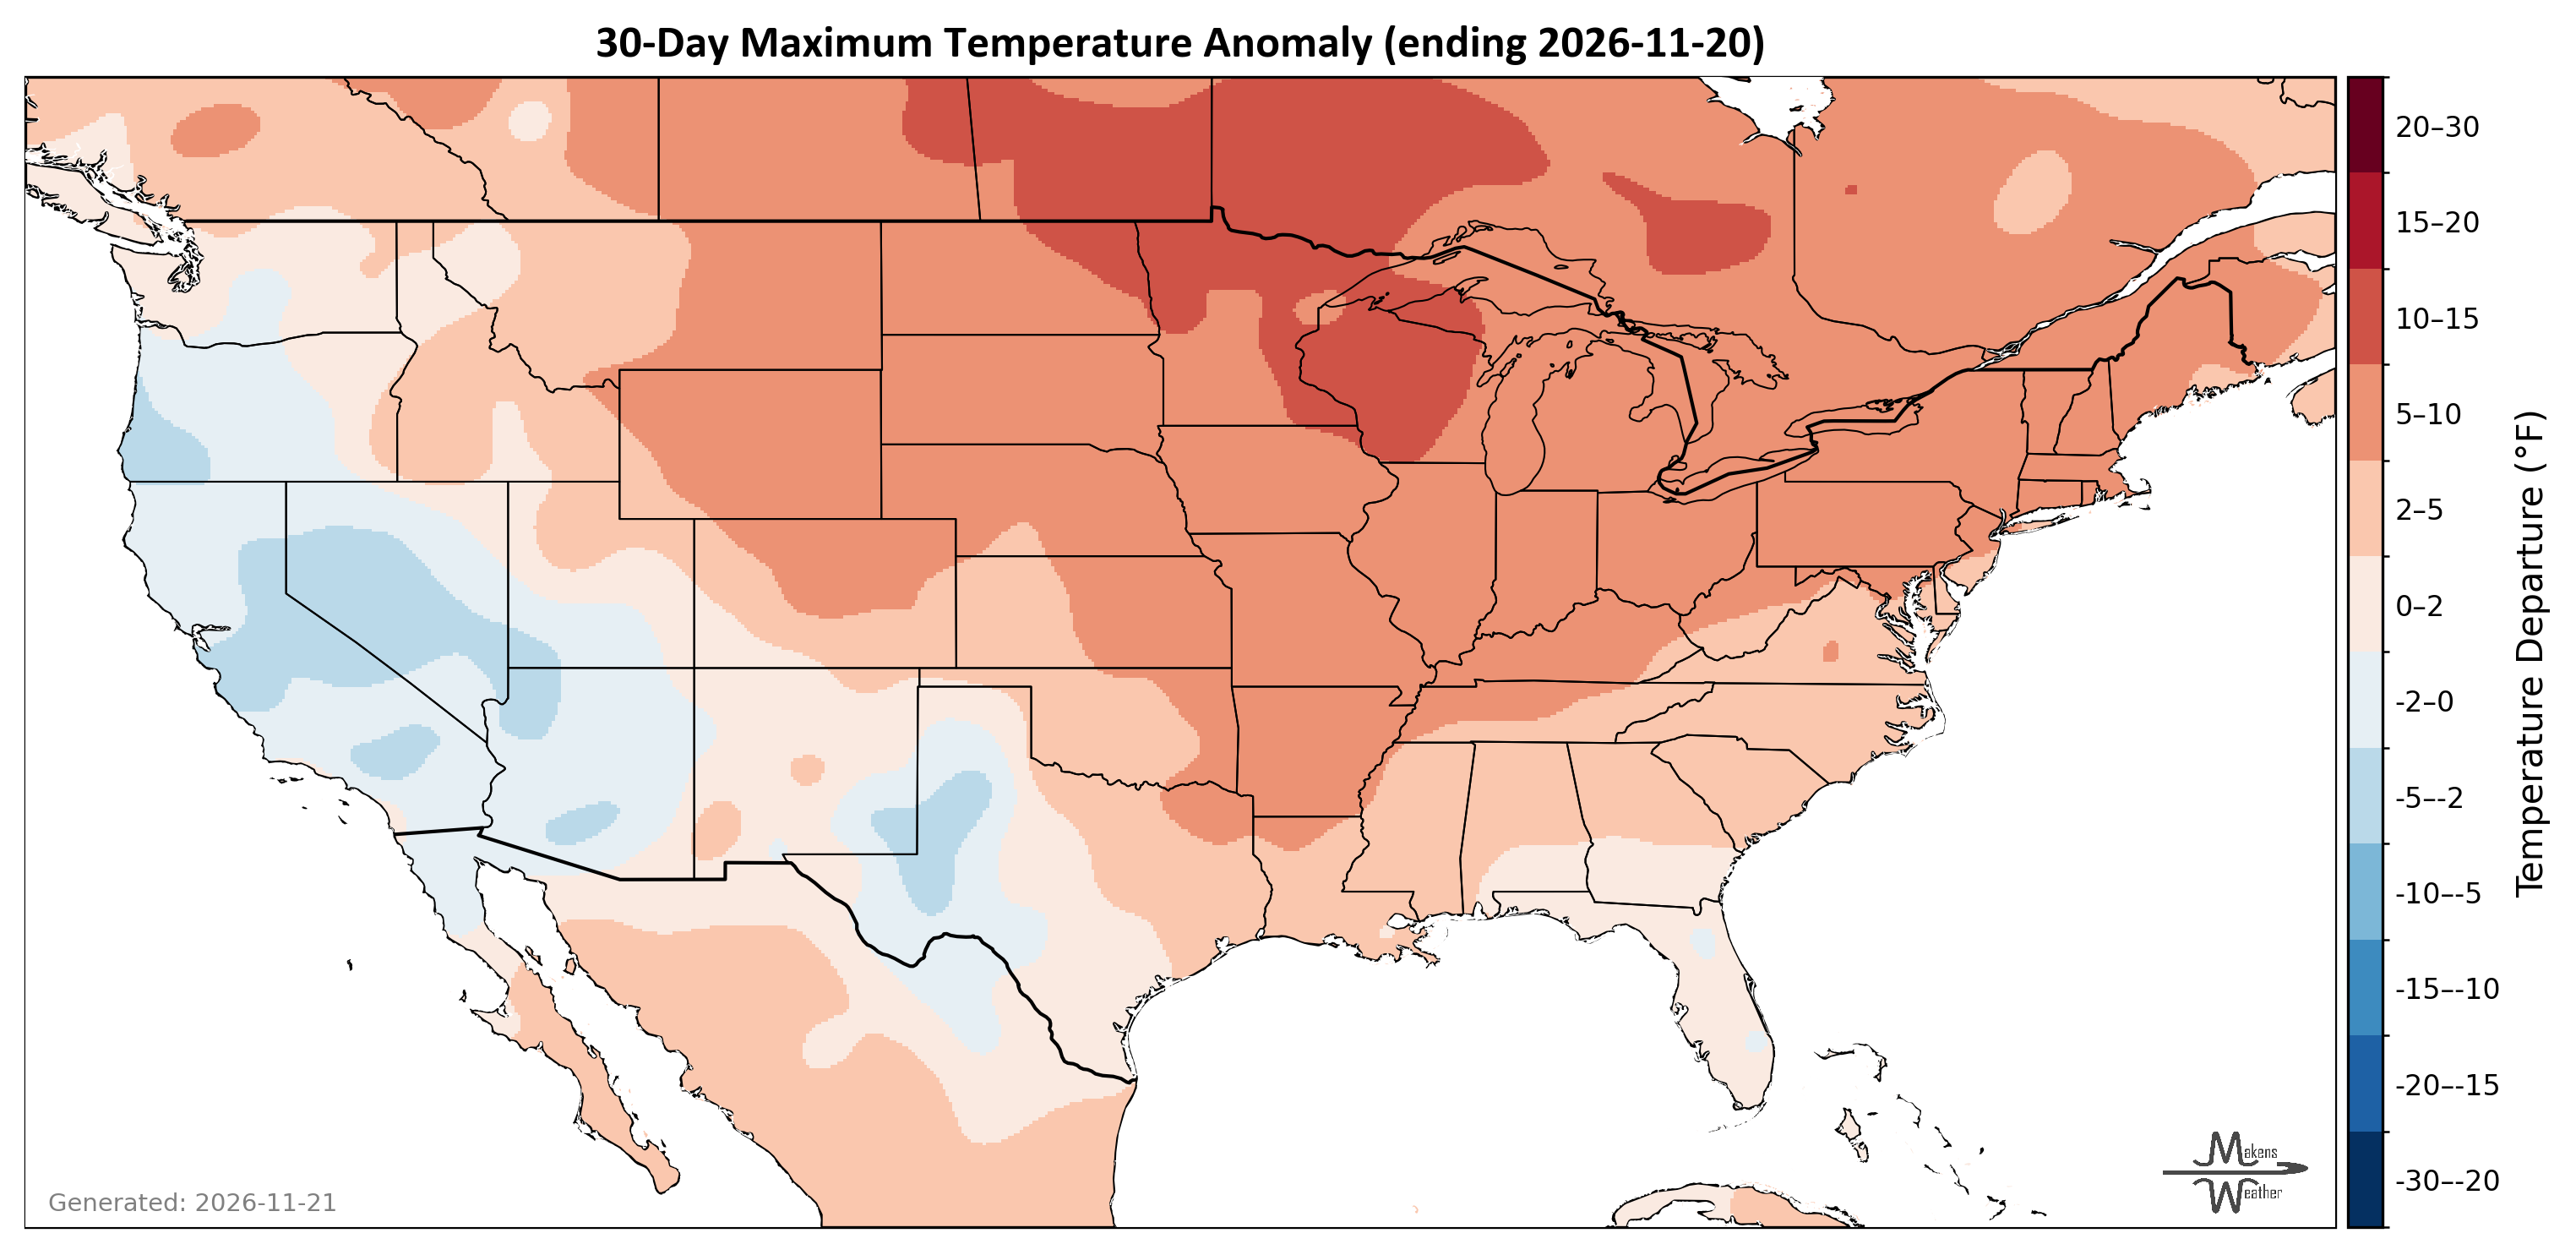 30-Day Maximum Temperature Anomaly (ending 2026-11-20)
20–30
15–20
10–15
5–10
2–5
0–2
-2–0
-5–-2
-10–-5
-15–-10
-20–-15
-30–-20
Temperature Departure (°F)
Generated: 2026-11-21
Makens
Weather